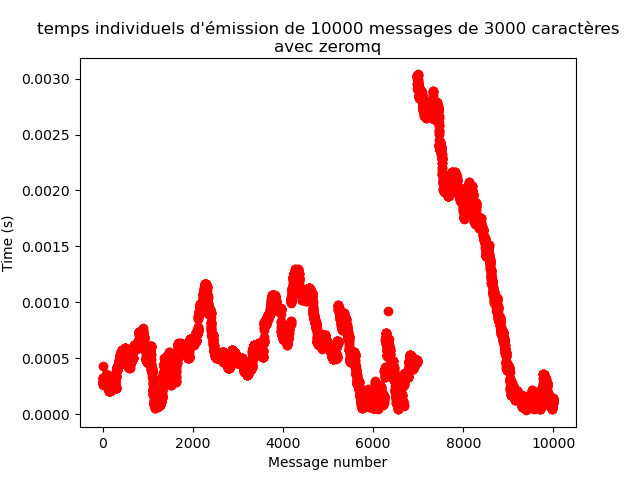 temps individuels d'émission de 10000 messages de 3000 caractères
avec zeromq
0.0030
0.0025
0.0020
0.0015
0.0010
0.0005
0.0000
Time (s)
0 2000 4000 6000 8000 10000
Message number